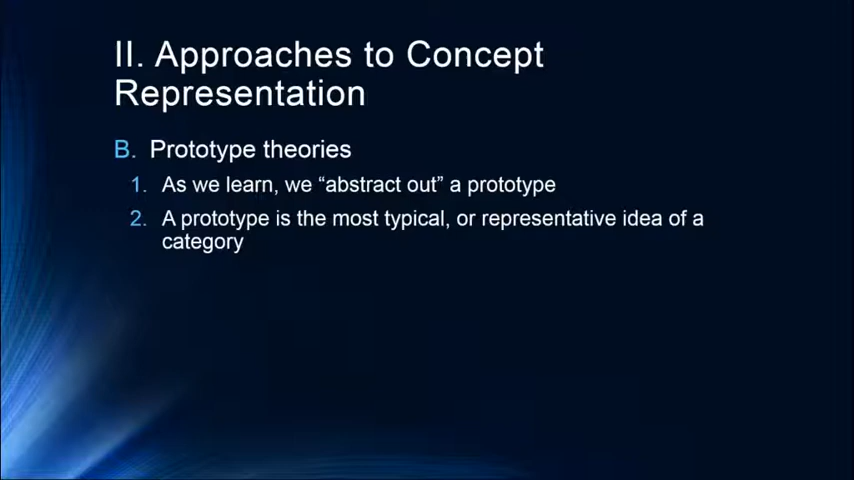 II. Approaches to Concept
Representation
B. Prototype theories
1. As we learn, we “abstract out” a prototype
2. A prototype is the most typical, or representative idea of a
category